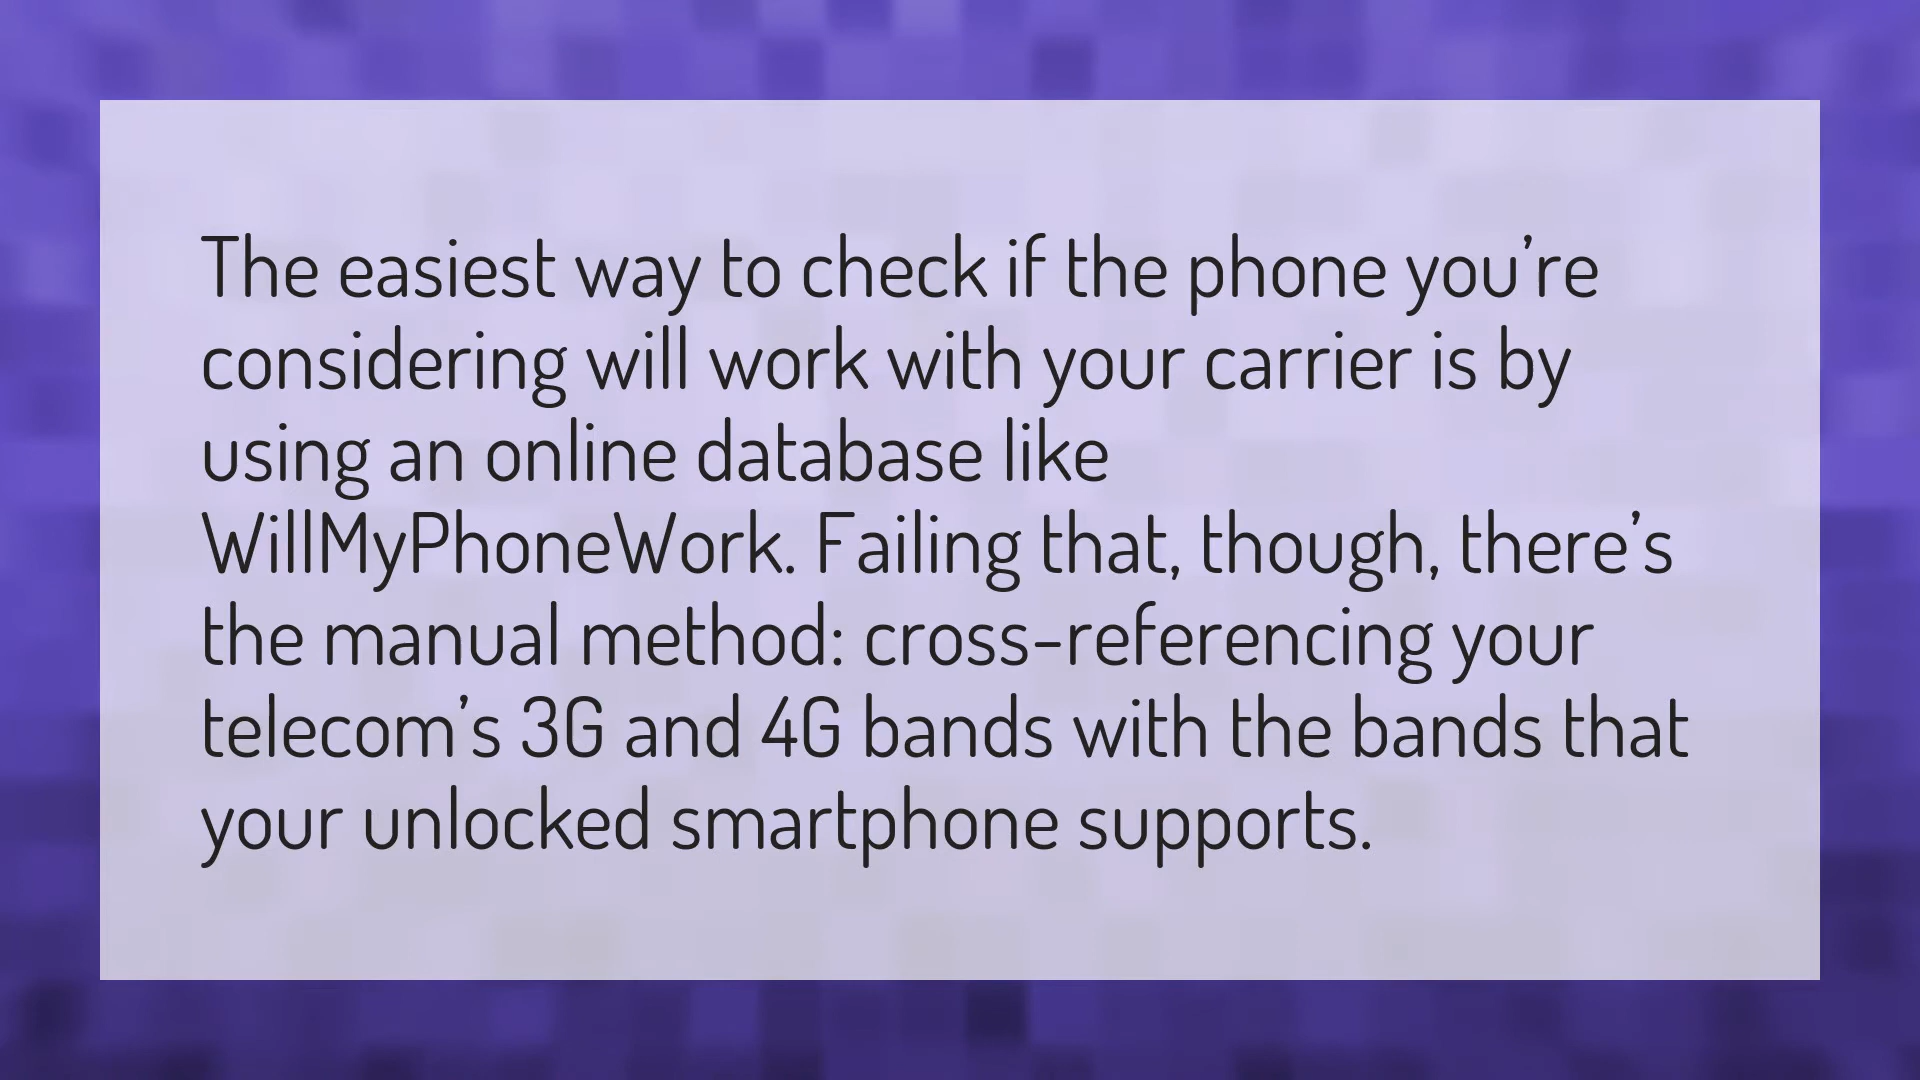 The easiest way to check if the phone you’re
considering will work with your carrier is by
using an online database like
WillMyPhoneWork. Failing that, though, there’s
the manual method: cross-referencing your
telecom’s 3G and 4G bands with the bands that
your unlocked smartphone supports.